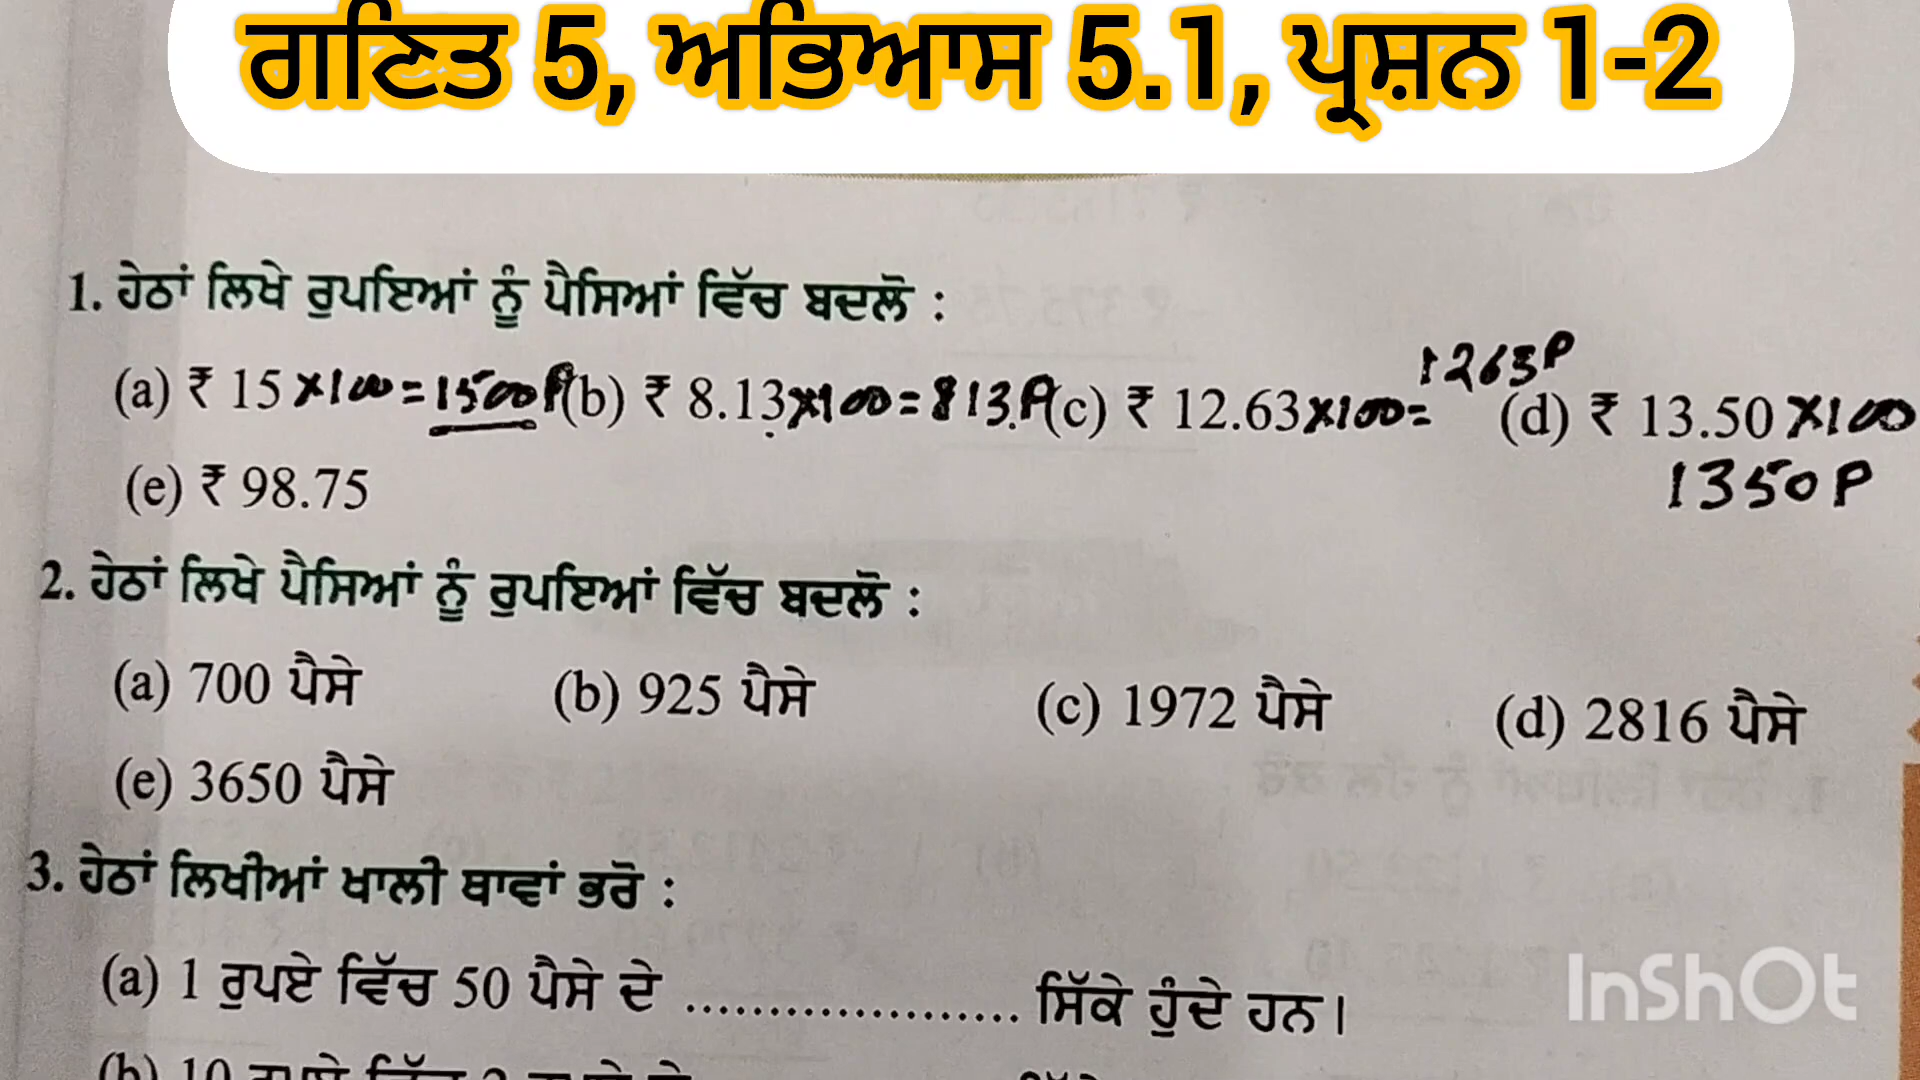 ਗਣਿਤ 5, ਅਭਿਆਸ 5.1, ਪ੍ਰਸ਼ਨ 1-2
1. ਹੇਠਾਂ ਲਿਖੇ ਰੁਪਇਆਂ ਨੂੰ ਪੈਸਿਆਂ ਵਿੱਚ ਬਦਲੋ :
(a) ₹ 15 ×100 = 1500P (b) ₹ 8.13 ×100 = 813P (c) ₹ 12.63 ×100 = 1263P (d) ₹ 13.50 ×100
1350P
(e) ₹ 98.75
2. ਹੇਠਾਂ ਲਿਖੇ ਪੈਸਿਆਂ ਨੂੰ ਰੁਪਇਆਂ ਵਿੱਚ ਬਦਲੋ :
(a) 700 ਪੈਸੇ (b) 925 ਪੈਸੇ (c) 1972 ਪੈਸੇ (d) 2816 ਪੈਸੇ
(e) 3650 ਪੈਸੇ
3. ਹੇਠਾਂ ਲਿਖੀਆਂ ਖਾਲੀ ਥਾਵਾਂ ਭਰੋ :
(a) 1 ਰੁਪਏ ਵਿੱਚ 50 ਪੈਸੇ ਦੇ .................... ਸਿੱਕੇ ਹੁੰਦੇ ਹਨ।
(b) 10
InShOt